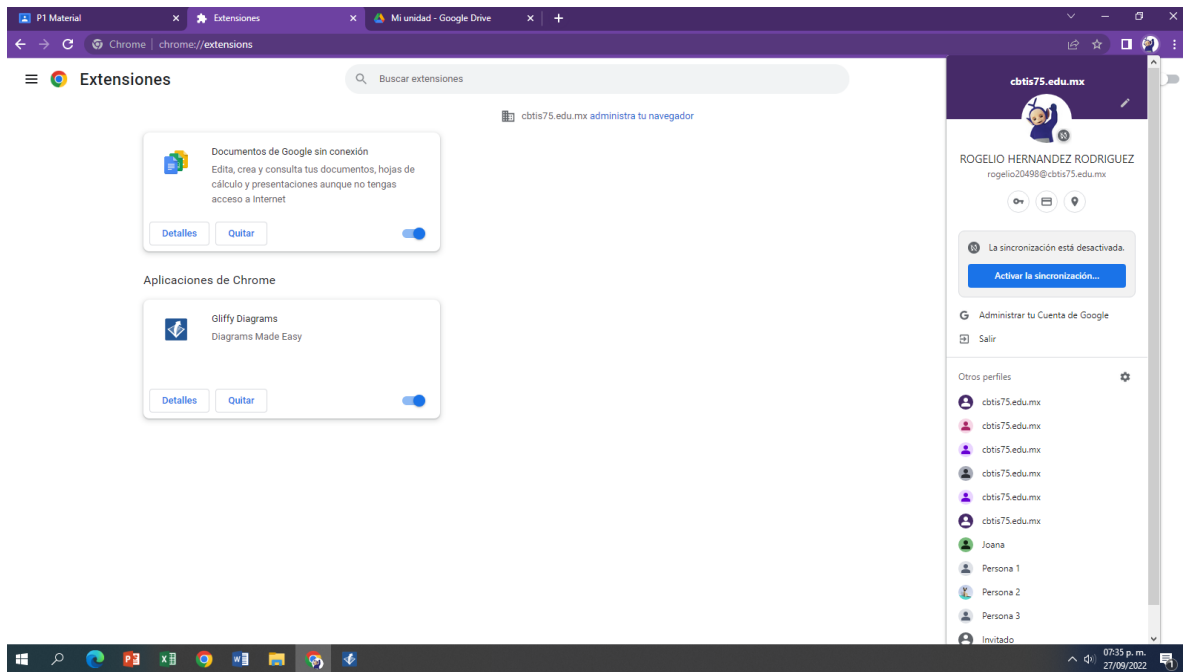 P1 Material
Extensiones
Mi unidad - Google Drive
Chrome | chrome://extensions
Extensiones
Buscar extensiones
cbtis75.edu.mx administra tu navegador
Documentos de Google sin conexión
Edita, crea y consulta tus documentos, hojas de
cálculo y presentaciones aunque no tengas
acceso a Internet
Detalles
Quitar
Aplicaciones de Chrome
Gliffy Diagrams
Diagrams Made Easy
Detalles
Quitar
cbtis75.edu.mx
ROGELIO HERNANDEZ RODRIGUEZ
rogelio20498@cbtis75.edu.mx
La sincronización está desactivada.
Activar la sincronización...
Administrar tu Cuenta de Google
Salir
Otros perfiles
cbtis75.edu.mx
cbtis75.edu.mx
cbtis75.edu.mx
cbtis75.edu.mx
cbtis75.edu.mx
cbtis75.edu.mx
Joana
Persona 1
Persona 2
Persona 3
Invitado
07:35 p. m.
27/09/2022